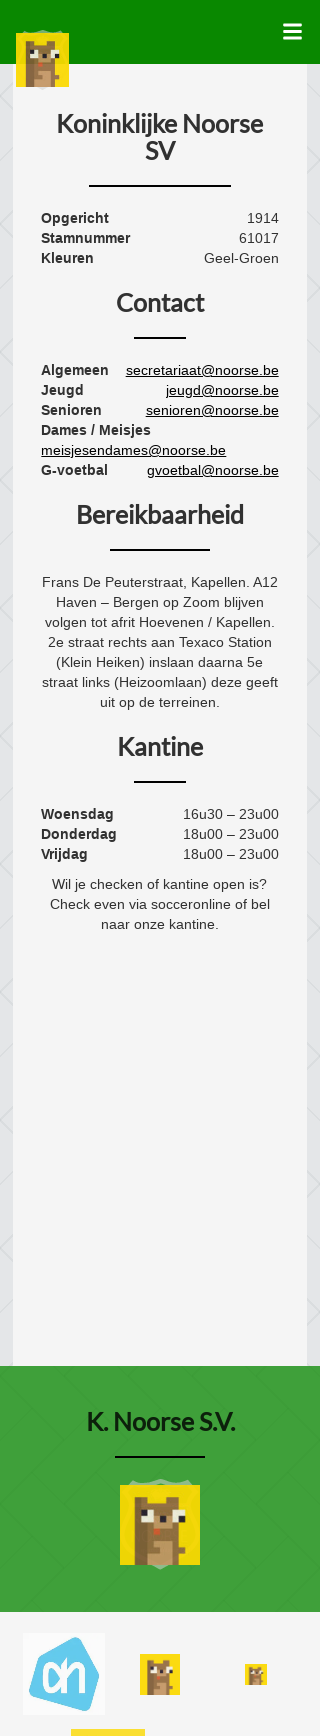 Koninklijke Noorse
SV
Opgericht 1914
Stamnummer 61017
Kleuren Geel-Groen
Contact
Algemeen secretariaat@noorse.be
Jeugd jeugd@noorse.be
Senioren senioren@noorse.be
Dames / Meisjes
meisjesendames@noorse.be
G-voetbal gvoetbal@noorse.be
Bereikbaarheid
Frans De Peuterstraat, Kapellen. A12
Haven – Bergen op Zoom blijven
volgen tot afrit Hoevenen / Kapellen.
2e straat rechts aan Texaco Station
(Klein Heiken) inslaan daarna 5e
straat links (Heizoomlaan) deze geeft
uit op de terreinen.
Kantine
Woensdag 16u30 – 23u00
Donderdag 18u00 – 23u00
Vrijdag 18u00 – 23u00
Wil je checken of kantine open is?
Check even via socceronline of bel
naar onze kantine.
K. Noorse S.V.
ah